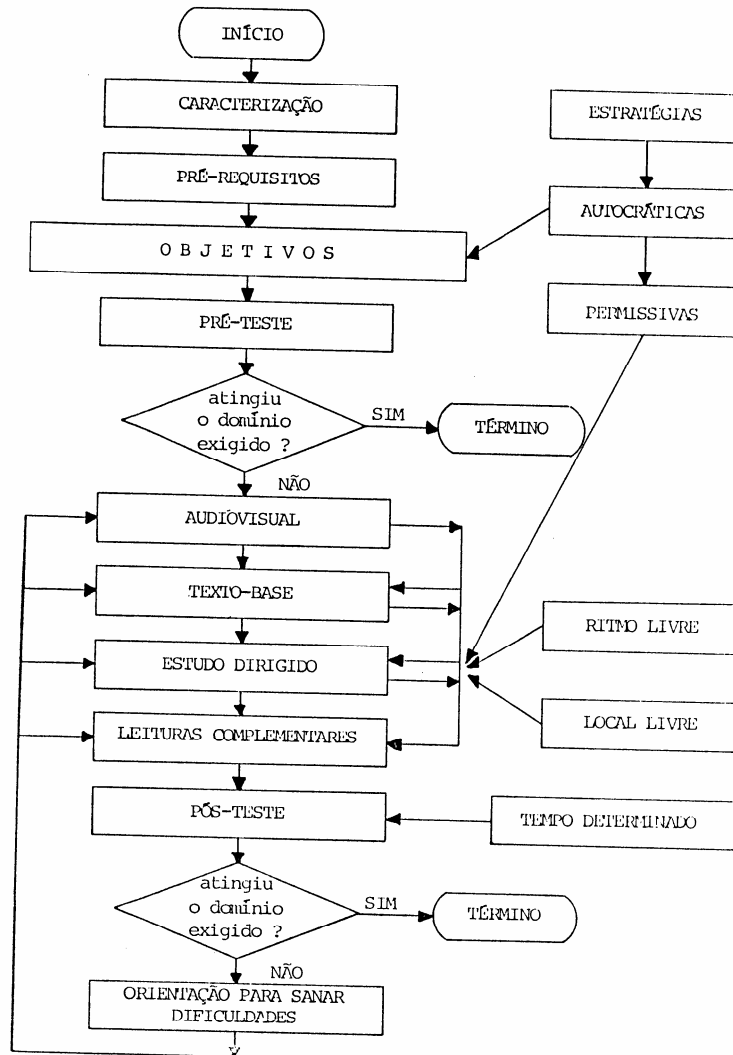 INÍCIO
CARACTERIZAÇÃO
PRÉ-REQUISITOS
OBJETIVOS
PRÉ-TESTE
atingiu
o domínio
exigido ?
SIM
TÉRMINO
NÃO
AUDIOVISUAL
TEXTO-BASE
ESTUDO DIRIGIDO
LEITURAS COMPLEMENTARES
PÓS-TESTE
atingiu
o domínio
exigido ?
SIM
TÉRMINO
NÃO
ORIENTAÇÃO PARA SANAR
DIFICULDADES
ESTRATÉGIAS
AUTOCRÁTICAS
PERMISSIVAS
RITMO LIVRE
LOCAL LIVRE
TEMPO DETERMINADO